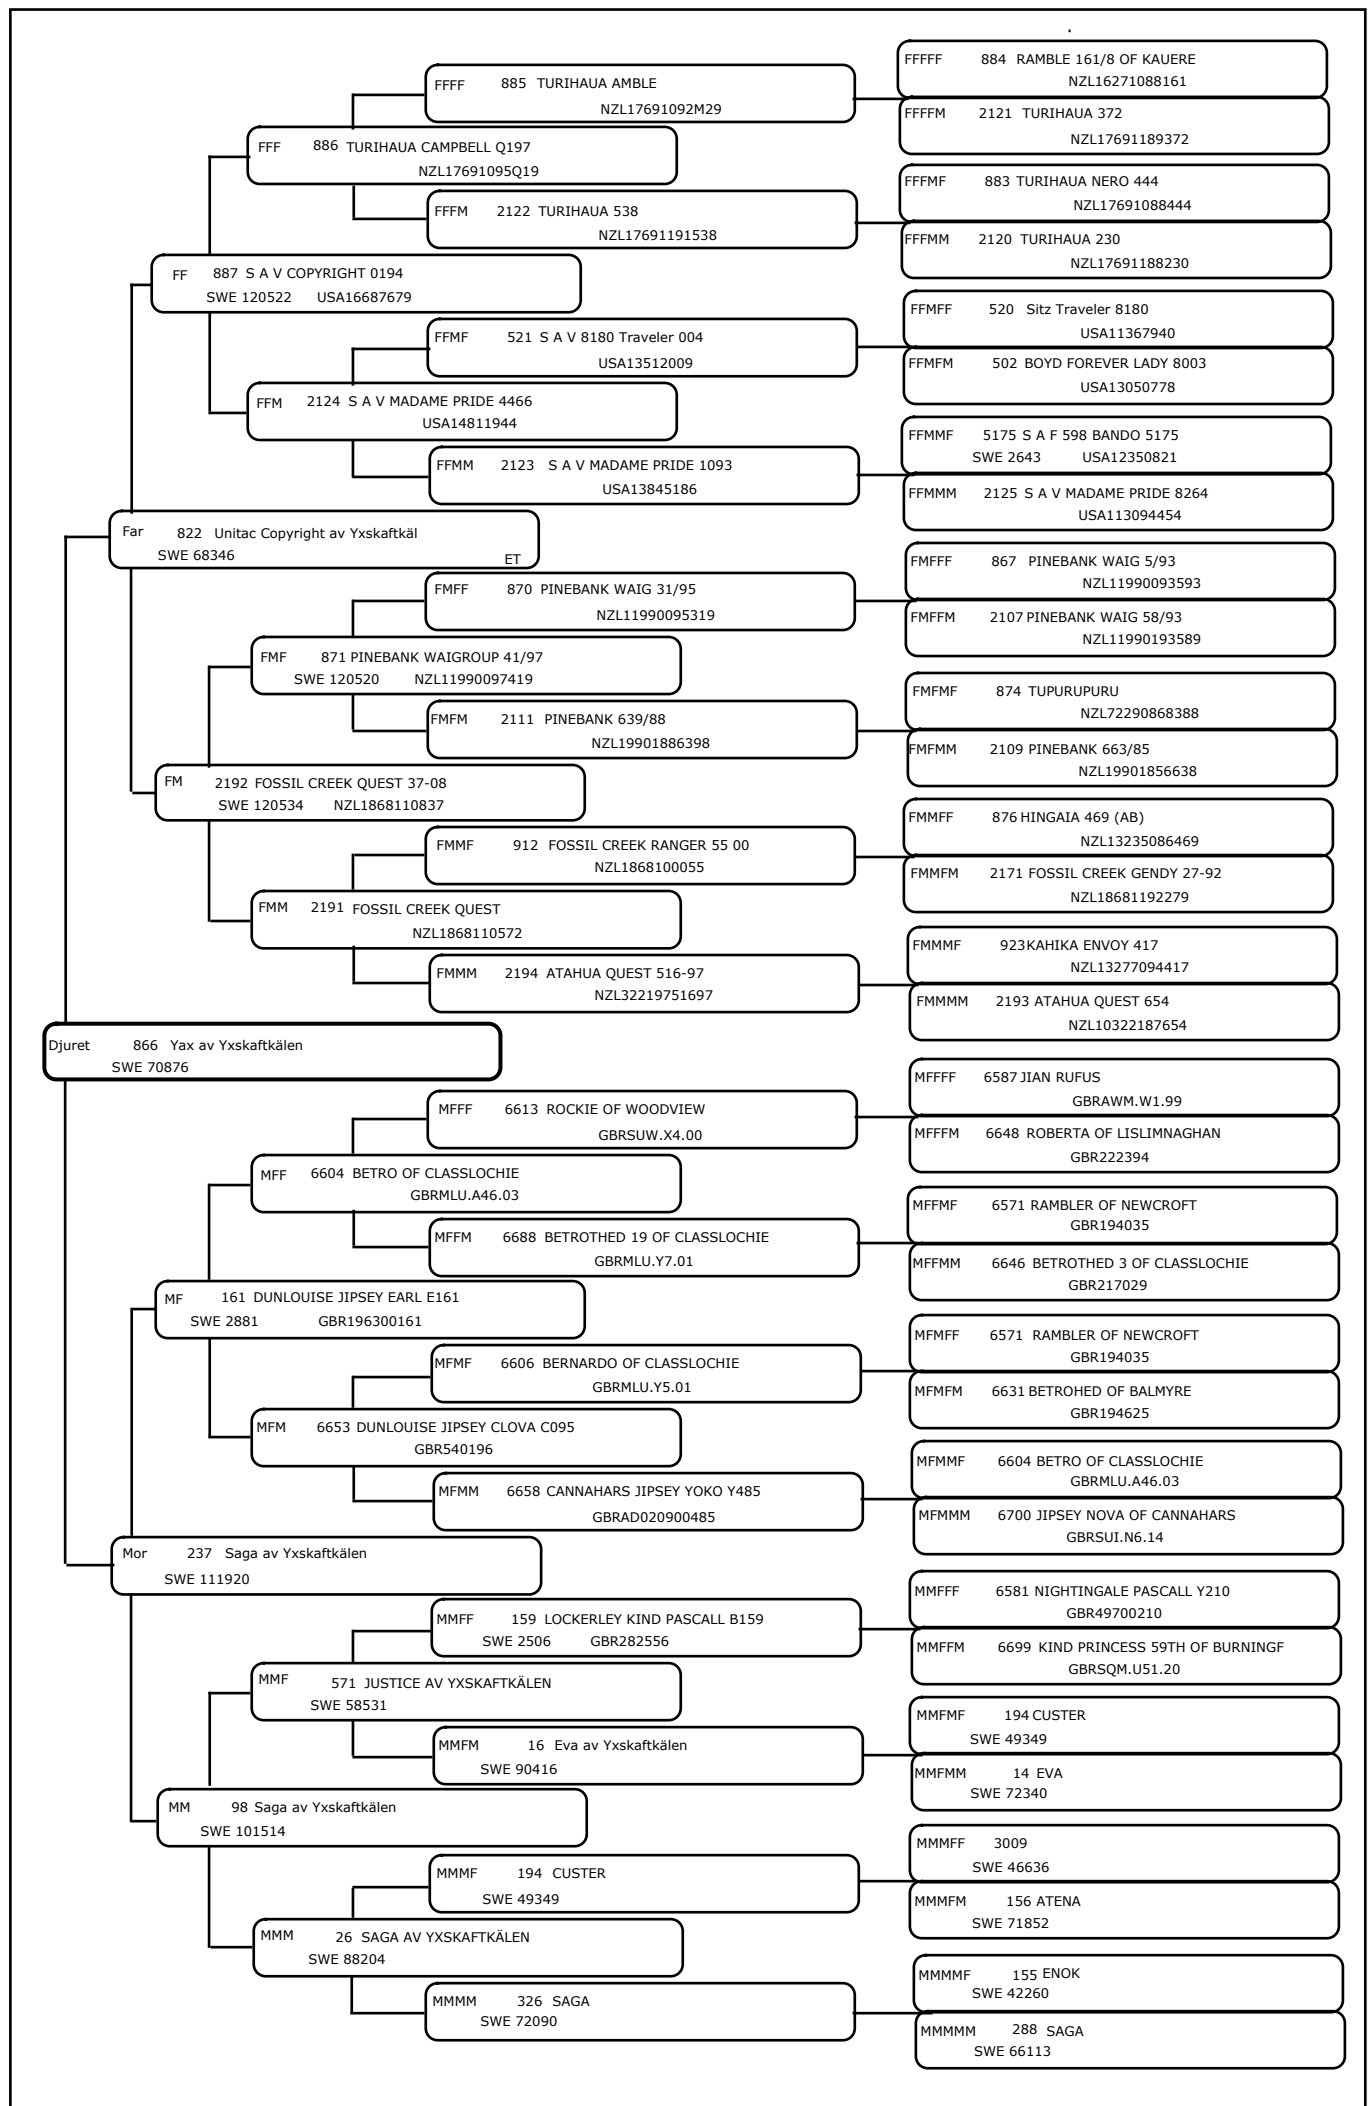 FFFFF 884 RAMBLE 161/8 OF KAUERE
NZL16271088161
FFFF 885 TURIHAUA AMBLE
NZL17691092M29
FFFFM 2121 TURIHAUA 372
NZL17691189372
FFF 886 TURIHAUA CAMPBELL Q197
NZL17691095Q19
FFFMF 883 TURIHAUA NERO 444
NZL17691088444
FFFM 2122 TURIHAUA 538
NZL17691191538
FFFMM 2120 TURIHAUA 230
NZL17691188230
FF 887 S A V COPYRIGHT 0194
SWE 120522 USA16687679
FFMFF 520 Sitz Traveler 8180
USA11367940
FFMF 521 S A V 8180 Traveler 004
USA13512009
FFMFM 502 BOYD FOREVER LADY 8003
USA13050778
FFM 2124 S A V MADAME PRIDE 4466
USA14811944
FFMMF 5175 S A F 598 BANDO 5175
SWE 2643 USA12350821
FFMM 2123 S A V MADAME PRIDE 1093
USA13845186
FFMMM 2125 S A V MADAME PRIDE 8264
USA113094454
Far 822 Unitac Copyright av Yxskaftkäl
SWE 68346 ET
FMFFF 867 PINEBANK WAIG 5/93
NZL11990093593
FMFF 870 PINEBANK WAIG 31/95
NZL11990095319
FMFFM 2107 PINEBANK WAIG 58/93
NZL11990193589
FMF 871 PINEBANK WAIGROUP 41/97
SWE 120520 NZL11990097419
FMFMF 874 TUPURUPURU
NZL72290868388
FMFM 2111 PINEBANK 639/88
NZL19901886398
FMFMM 2109 PINEBANK 663/85
NZL19901856638
FM 2192 FOSSIL CREEK QUEST 37-08
SWE 120534 NZL1868110837
FMMFF 876 HINGAIA 469 (AB)
NZL13235086469
FMMF 912 FOSSIL CREEK RANGER 55 00
NZL1868100055
FMMFM 2171 FOSSIL CREEK GENDY 27-92
NZL18681192279
FMM 2191 FOSSIL CREEK QUEST
NZL1868110572
FMMMF 923 KAHIKA ENVOY 417
NZL13277094417
FMMM 2194 ATAHUA QUEST 516-97
NZL32219751697
FMMMM 2193 ATAHUA QUEST 654
NZL10322187654
Djuret 866 Yax av Yxskaftkälen
SWE 70876
MFFFF 6587 JIAN RUFUS
GBRAWM.W1.99
MFFF 6613 ROCKIE OF WOODVIEW
GBRSUW.X4.00
MFFFM 6648 ROBERTA OF LISLIMNAGHAN
GBR222394
MFF 6604 BETRO OF CLASSLOCHIE
GBRMLU.A46.03
MFFMF 6571 RAMBLER OF NEWCROFT
GBR194035
MFFM 6688 BETROTHED 19 OF CLASSLOCHIE
GBRMLU.Y7.01
MFFMM 6646 BETROTHED 3 OF CLASSLOCHIE
GBR217029
MF 161 DUNLOUISE JIPSEY EARL E161
SWE 2881 GBR196300161
MFMFF 6571 RAMBLER OF NEWCROFT
GBR194035
MFMF 6606 BERNARDO OF CLASSLOCHIE
GBRMLU.Y5.01
MFMFM 6631 BETROHED OF BALMYRE
GBR194625
MFM 6653 DUNLOUISE JIPSEY CLOVA C095
GBR540196
MFMMF 6604 BETRO OF CLASSLOCHIE
GBRMLU.A46.03
MFMM 6658 CANNAHARS JIPSEY YOKO Y485
GBRAD020900485
MFMMM 6700 JIPSEY NOVA OF CANNAHARS
GBRSUI.N6.14
Mor 237 Saga av Yxskaftkälen
SWE 111920
MMFFF 6581 NIGHTINGALE PASCALL Y210
GBR49700210
MMFF 159 LOCKERLEY KIND PASCALL B159
SWE 2506 GBR282556
MMFFM 6699 KIND PRINCESS 59TH OF BURNINGF
GBRSQM.U51.20
MMF 571 JUSTICE AV YXSKAFTKÄLEN
SWE 58531
MMFMF 194 CUSTER
SWE 49349
MMFM 16 Eva av Yxskaftkälen
SWE 90416
MMFMM 14 EVA
SWE 72340
MM 98 Saga av Yxskaftkälen
SWE 101514
MMMFF 3009
SWE 46636
MMMF 194 CUSTER
SWE 49349
MMMFM 156 ATENA
SWE 71852
MMM 26 SAGA AV YXSKAFTKÄLEN
SWE 88204
MMMMF 155 ENOK
SWE 42260
MMMM 326 SAGA
SWE 72090
MMMMM 288 SAGA
SWE 66113